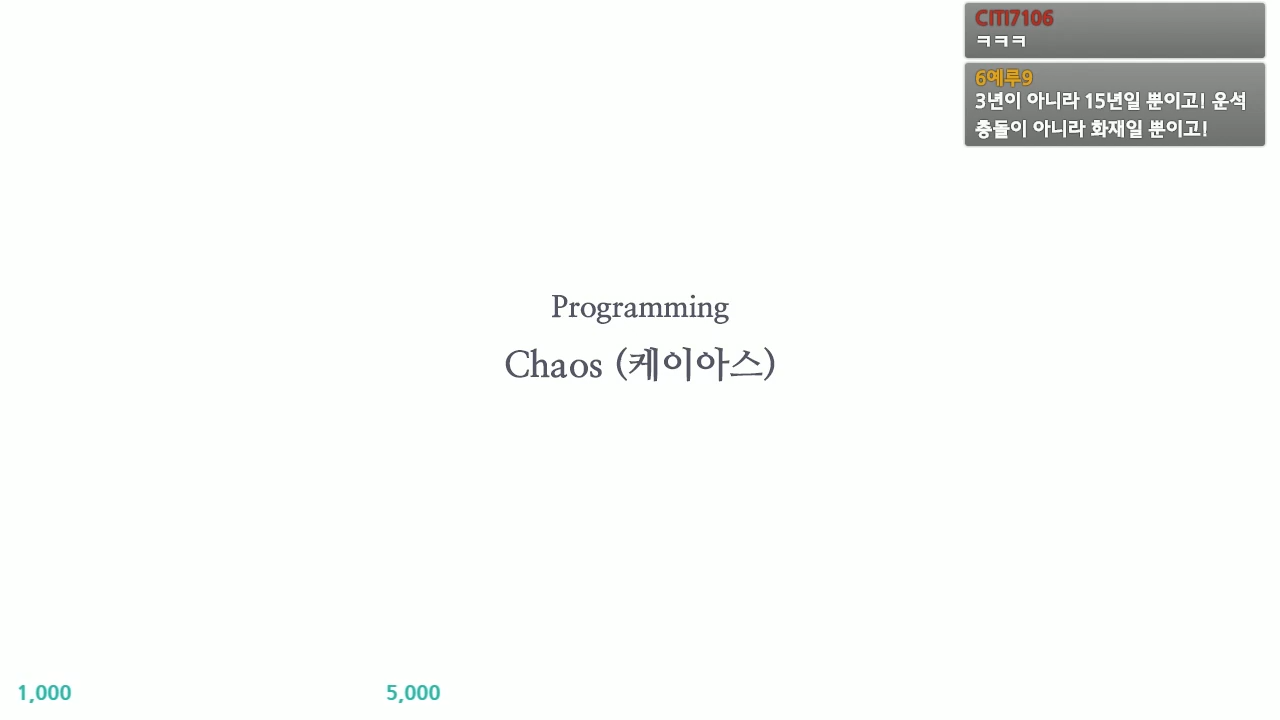 CITI7106
ㅋㅋㅋ
6예루9
3년이 아니라 15년일 뿐이고! 운석
충돌이 아니라 화재일 뿐이고!
Programming
Chaos (케이아스)
1,000
5,000